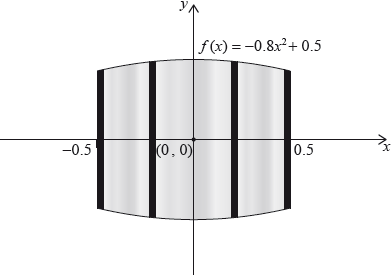 y
f(x) = −0.8x² + 0.5
−0.5
(0, 0)
0.5
x